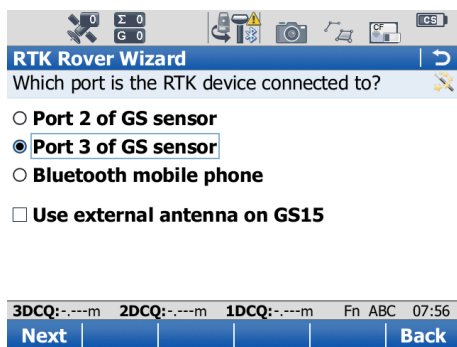 0
Σ 0
G 0
CF
CS
RTK Rover Wizard
Which port is the RTK device connected to?
Port 2 of GS sensor
Port 3 of GS sensor
Bluetooth mobile phone
Use external antenna on GS15
3DCQ:-.---m 2DCQ:-.---m 1DCQ:-.---m Fn ABC 07:56
Next Back